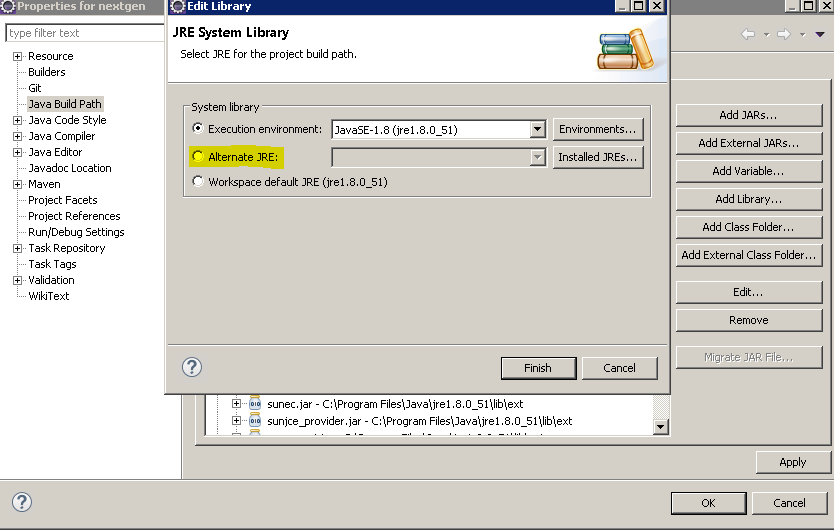 Properties for nextgen
type filter text
Resource
Builders
Git
Java Build Path
Java Code Style
Java Compiler
Java Editor
Javadoc Location
Maven
Project Facets
Project References
Run/Debug Settings
Task Repository
Task Tags
Validation
WikiText
Edit Library
JRE System Library
Select JRE for the project build path.
System library
Execution environment: JavaSE-1.8 (jre1.8.0_51) Environments...
Alternate JRE: Installed JREs...
Workspace default JRE (jre1.8.0_51)
? Finish Cancel
sunec.jar - C:\Program Files\Java\jre1.8.0_51\lib\ext
sunjce_provider.jar - C:\Program Files\Java\jre1.8.0_51\lib\ext
Add JARs...
Add External JARs...
Add Variable...
Add Library...
Add Class Folder...
Add External Class Folder...
Edit...
Remove
Migrate JAR File...
Apply
? OK Cancel